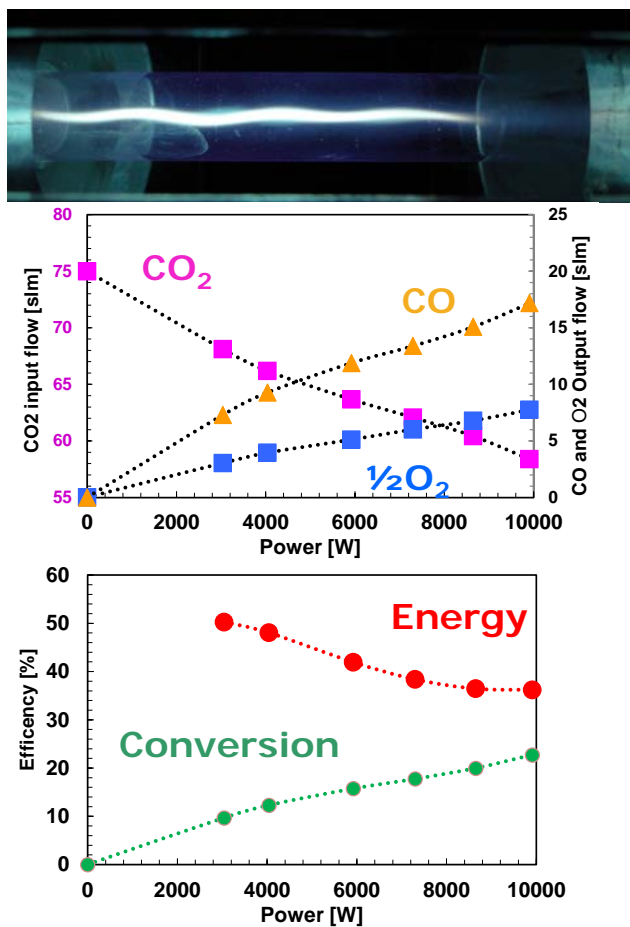 80
75
70
65
60
55
CO2 input flow [slm]
CO₂
CO
½O₂
25
20
15
10
5
0
CO and O2 Output flow [slm]
0 2000 4000 6000 8000 10000
Power [W]
60
50
40
30
20
10
0
Efficency [%]
Energy
Conversion
0 2000 4000 6000 8000 10000
Power [W]